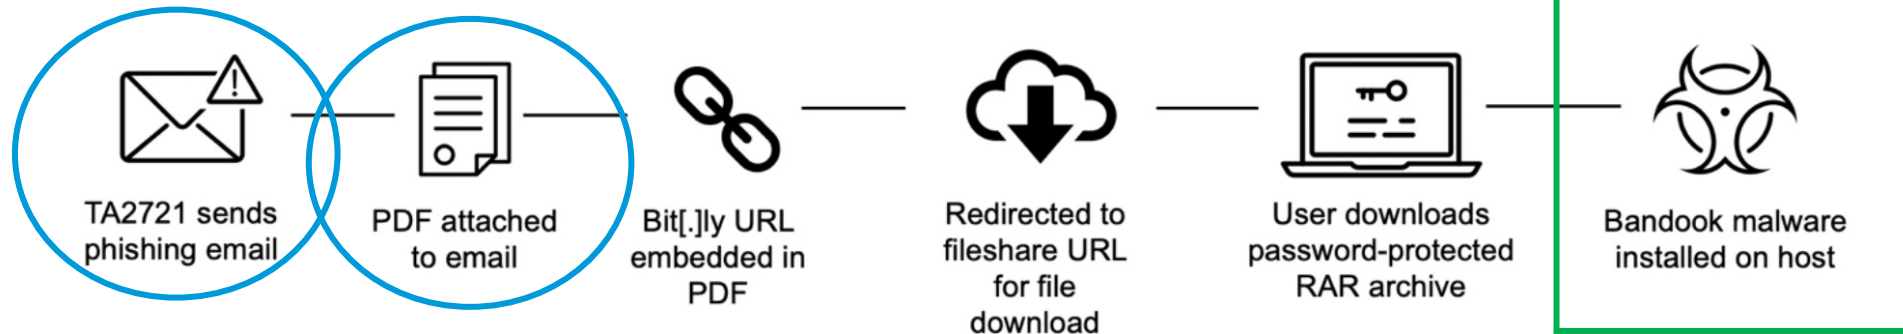 TA2721 sends
phishing email
PDF attached
to email
Bit[.]ly URL
embedded in
PDF
Redirected to
fileshare URL
for file
download
User downloads
password-protected
RAR archive
Bandook malware
installed on host